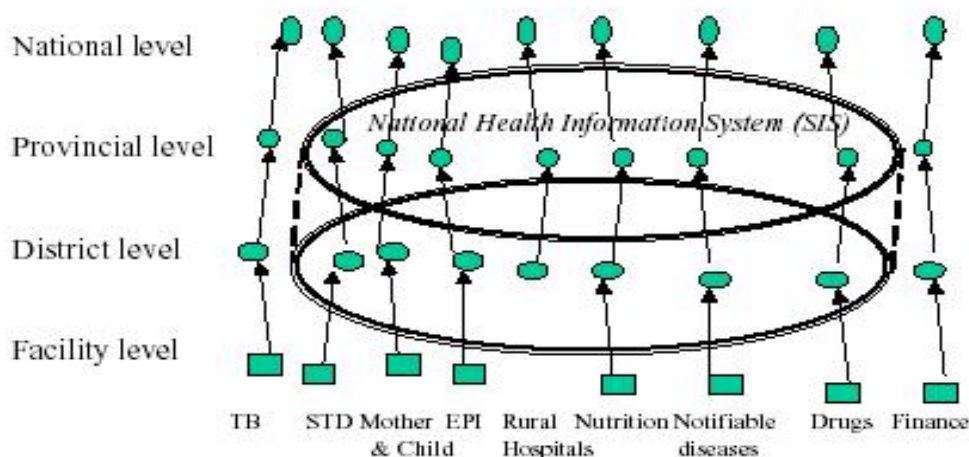 National level
National Health Information System (SIS)
Provincial level
District level
Facility level
TB STD Mother EPI Rural Nutrition Notifiable Drugs Finance
& Child Hospitals diseases